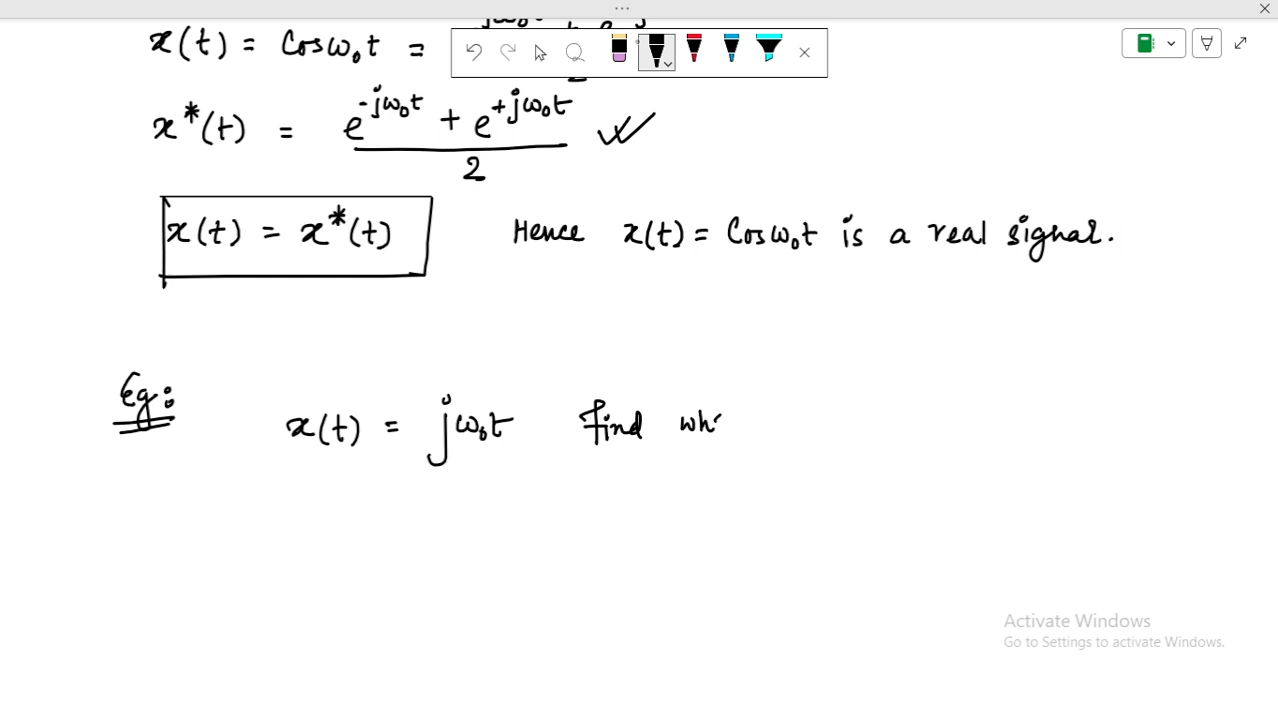 x(t) = Cosω₀t =
x*(t) = (e^{-jω₀t} + e^{+jω₀t}) / 2
x(t) = x*(t) Hence x(t) = Cosω₀t is a real signal.
Eg:
x(t) = jω₀t find wh
Activate Windows
Go to Settings to activate Windows.